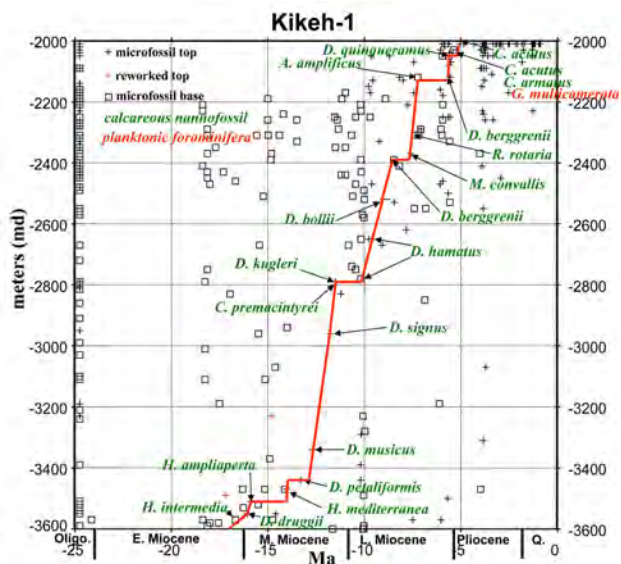 Kikeh-1
-2000 -2000
D. quinqueramus
C. acutus
+ microfossil top
A. amplificus
C. acutus
C. armatus
+ reworked top
G. multicamerata
-2200 -2200
□ microfossil base
calcareous nannofossil
D. berggrenii
planktonic foraminifera
R. rotaria
-2400 -2400
M. convallis
D. berggrenii
D. bollii
-2600 -2600
D. hamatus
meters (md)
D. kugleri
-2800 -2800
C. premacintyrei
D. signus
-3000 -3000
-3200 -3200
D. musicus
H. ampliaperta
-3400 -3400
D. petaliformis
H. intermedia
H. mediterranea
D. druggii
-3600 -3600
-25 -20 -15 -10 -5 0
Oligo. E. Miocene M. Miocene L. Miocene Pliocene Q.
Ma